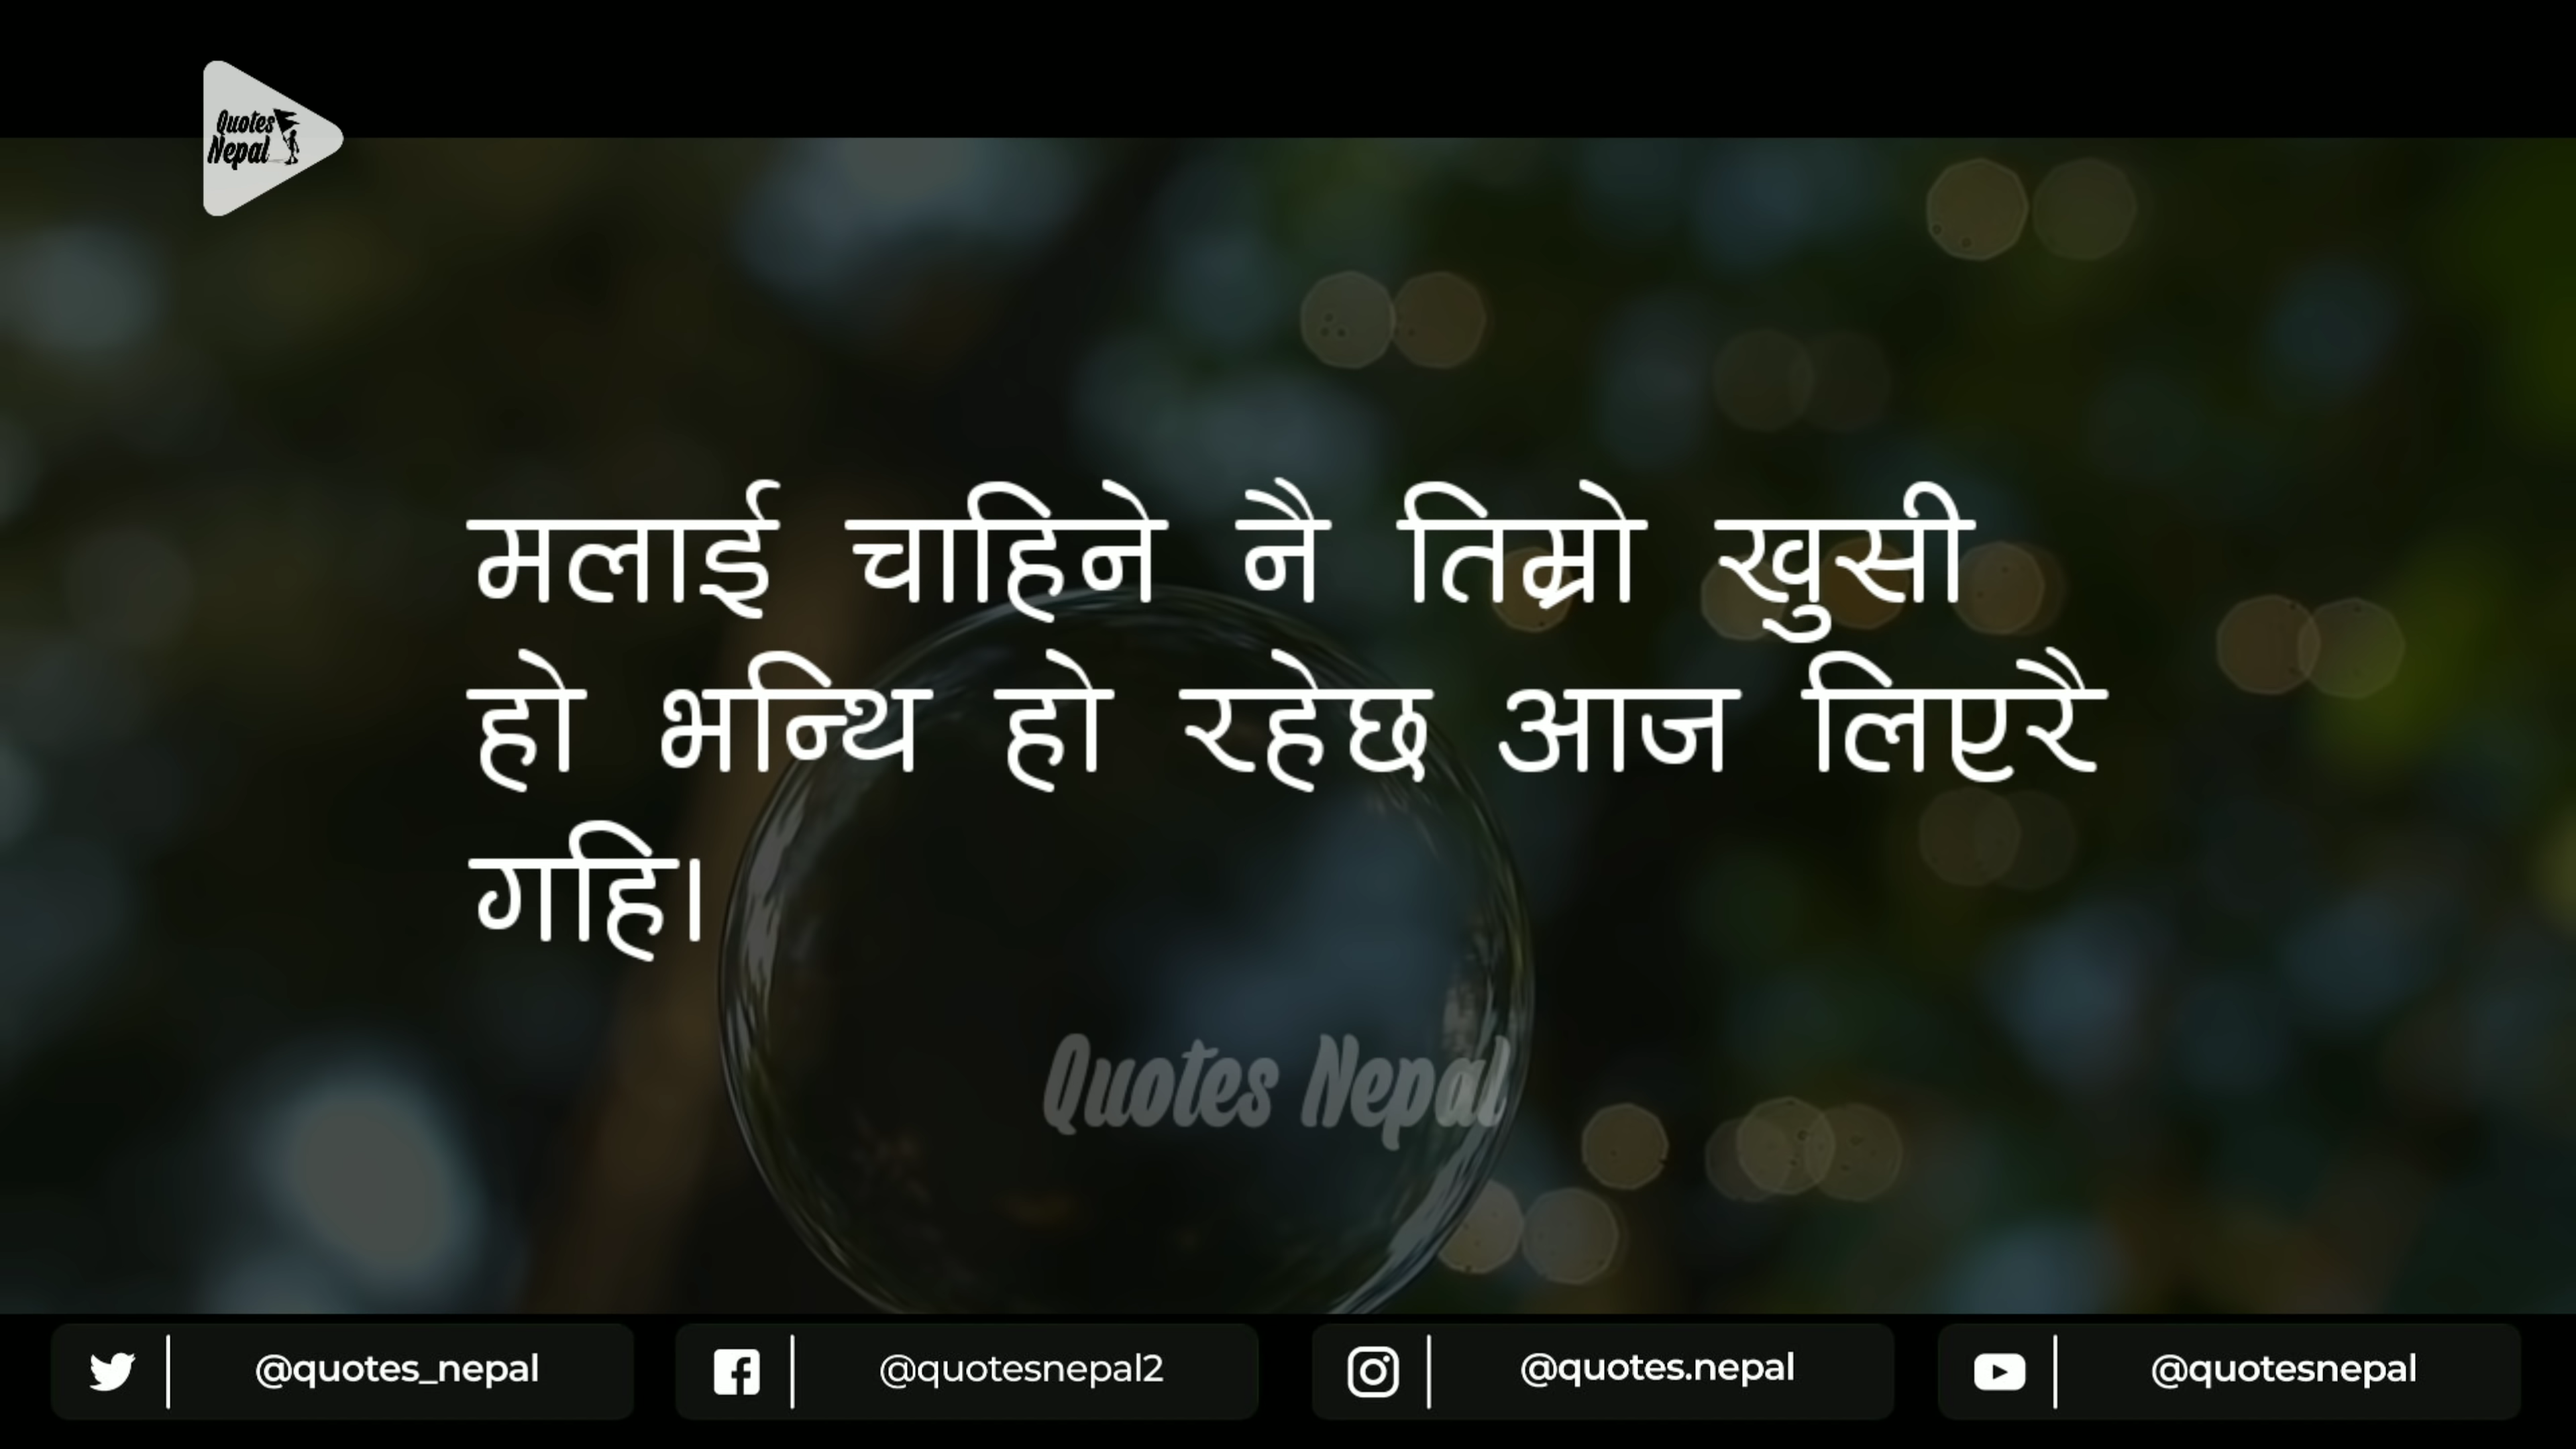 Quotes
Nepal
मलाई चाहिने नै तिम्रो खुसी
हो भन्थि हो रहेछ आज लिएरै
गहि।
Quotes Nepal
@quotes_nepal
@quotesnepal2
@quotes.nepal
@quotesnepal